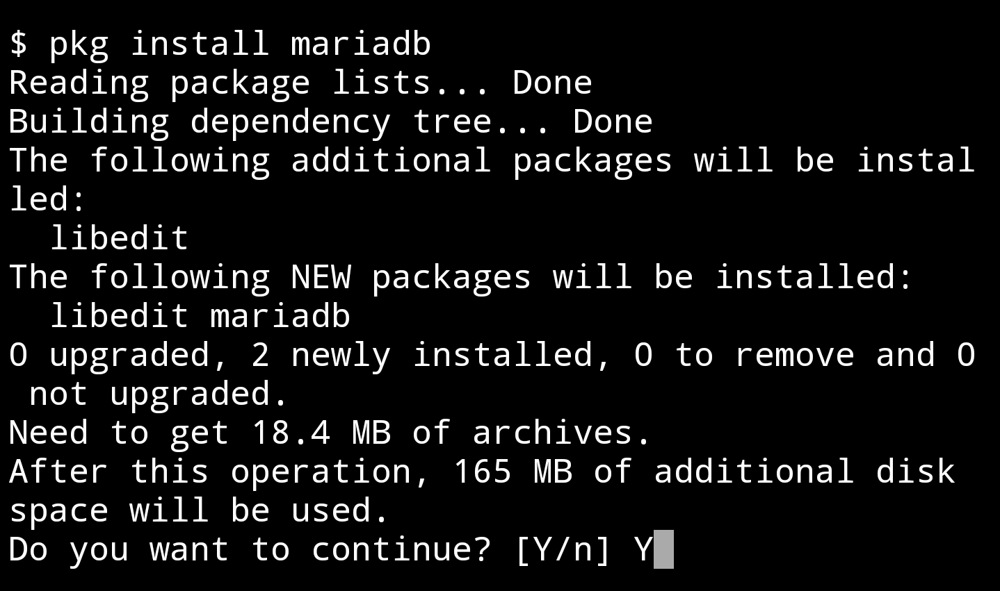 $ pkg install mariadb
Reading package lists... Done
Building dependency tree... Done
The following additional packages will be instal
led:
  libedit
The following NEW packages will be installed:
  libedit mariadb
0 upgraded, 2 newly installed, 0 to remove and 0
 not upgraded.
Need to get 18.4 MB of archives.
After this operation, 165 MB of additional disk
space will be used.
Do you want to continue? [Y/n] Y